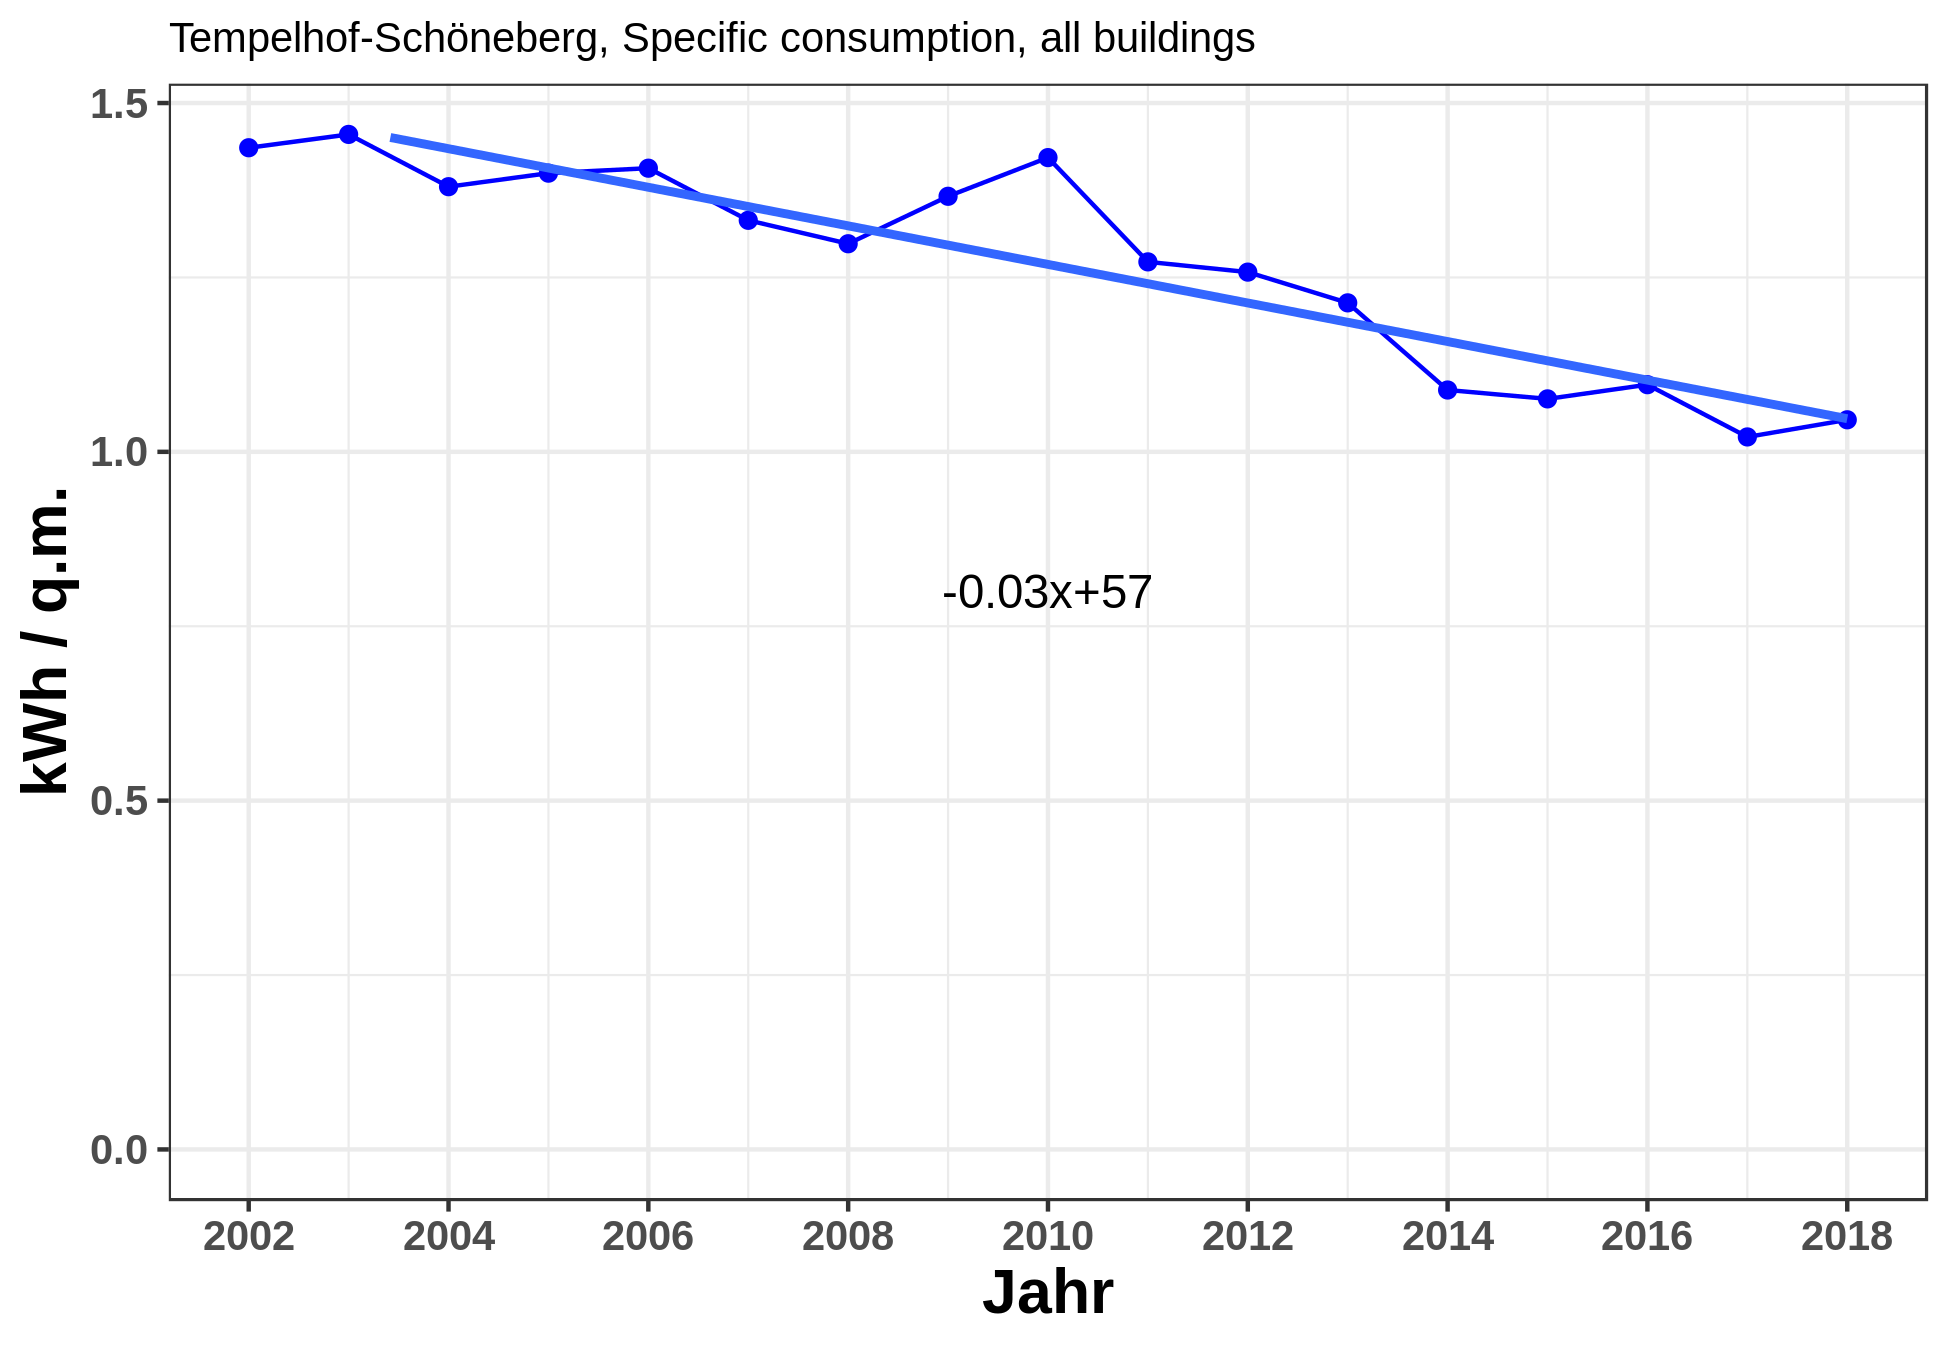 Tempelhof-Schöneberg, Specific consumption, all buildings
1.5
1.0
0.5
0.0
kWh / q.m.
-0.03x+57
2002 2004 2006 2008 2010 2012 2014 2016 2018
Jahr